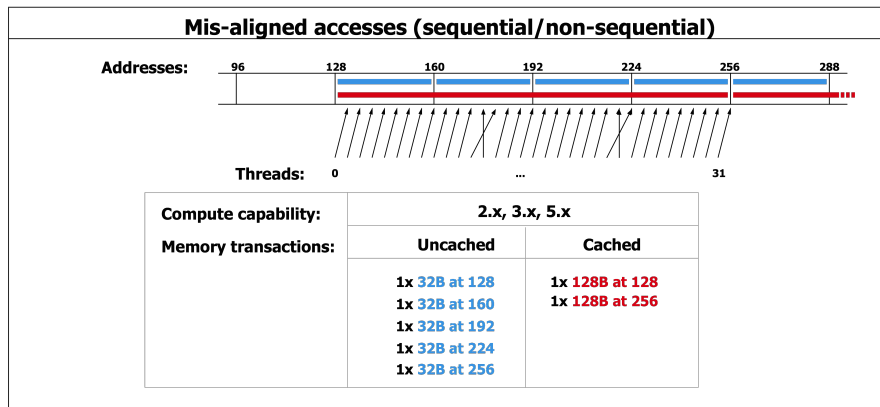 Mis-aligned accesses (sequential/non-sequential)
Addresses: 96 128 160 192 224 256 288
Threads: 0 ... 31
Compute capability: 2.x, 3.x, 5.x
Memory transactions: Uncached Cached
1x 32B at 128 1x 128B at 128
1x 32B at 160 1x 128B at 256
1x 32B at 192
1x 32B at 224
1x 32B at 256